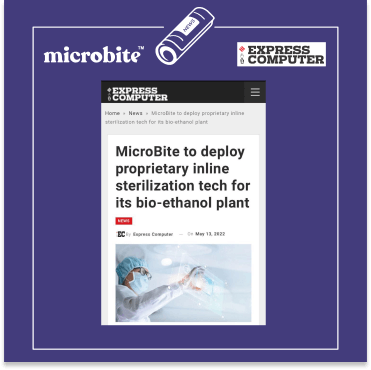 microbite™
NEWS
EXPRESS
COMPUTER
EXPRESS
COMPUTER
Home » News » MicroBite to deploy proprietary inline
sterilization tech for its bio-ethanol plant
MicroBite to deploy
proprietary inline
sterilization tech for
its bio-ethanol plant
NEWS
EC By Express Computer — On May 13, 2022